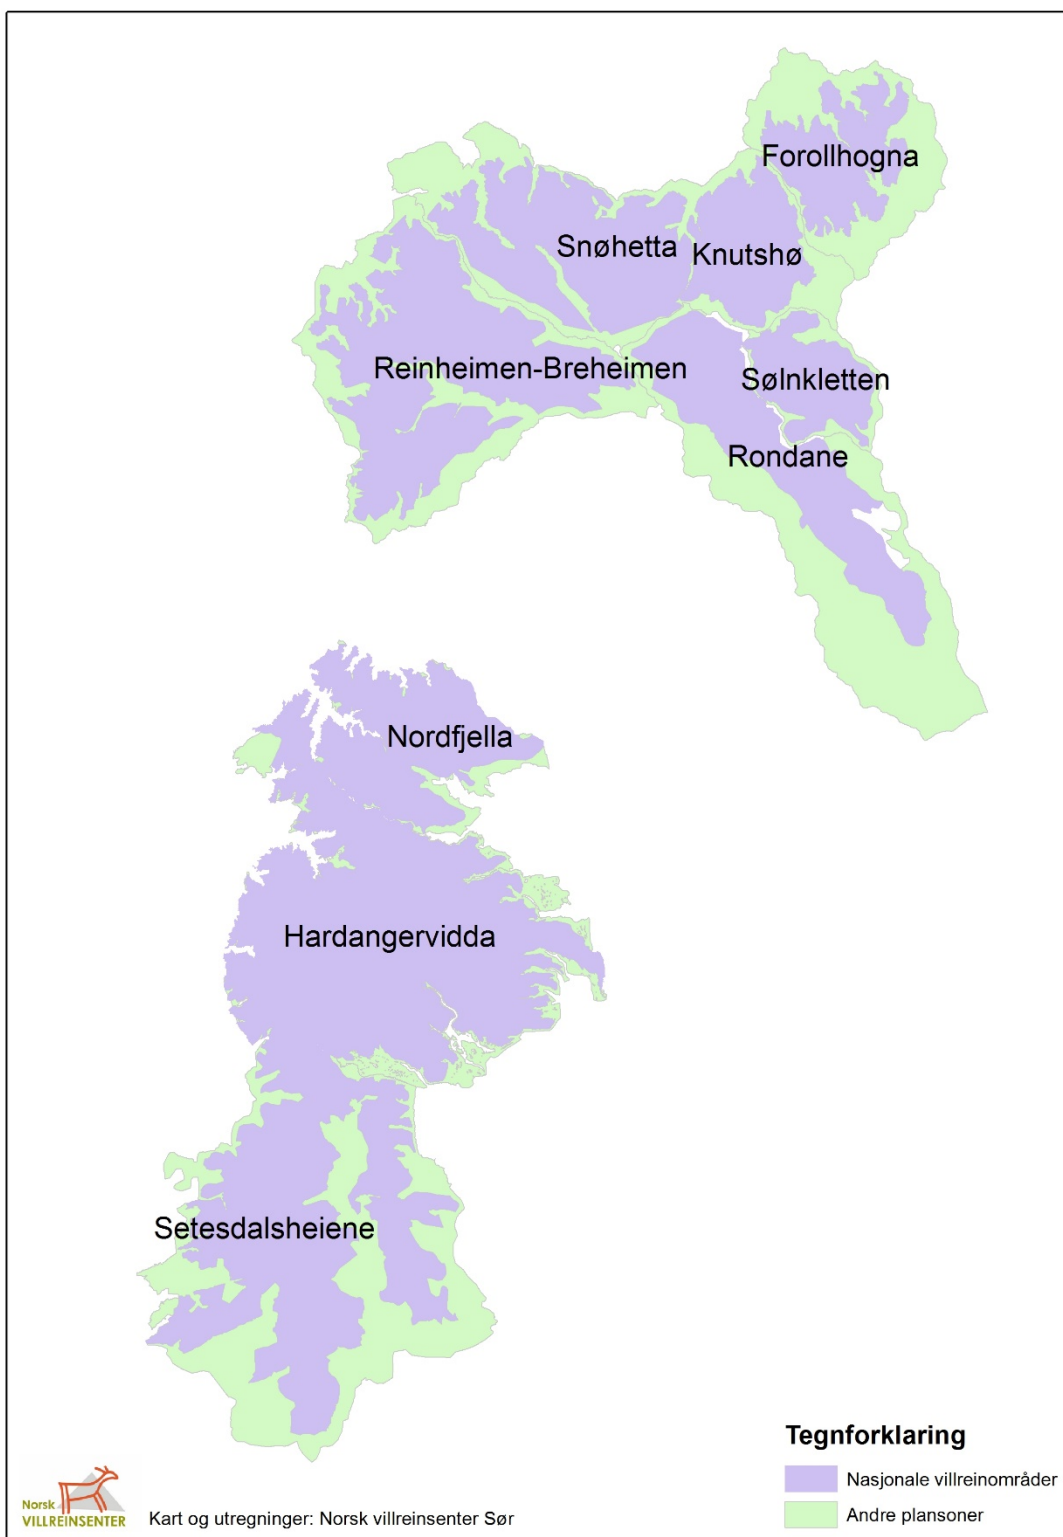 Forollhogna
Snøhetta
Knutshø
Reinheimen-Breheimen
Sølnkletten
Rondane
Nordfjella
Hardangervidda
Setesdalsheiene
Tegnforklaring
Nasjonale villreinområder
Andre plansoner
Norsk
VILLREINSENTER
Kart og utregninger: Norsk villreinsenter Sør